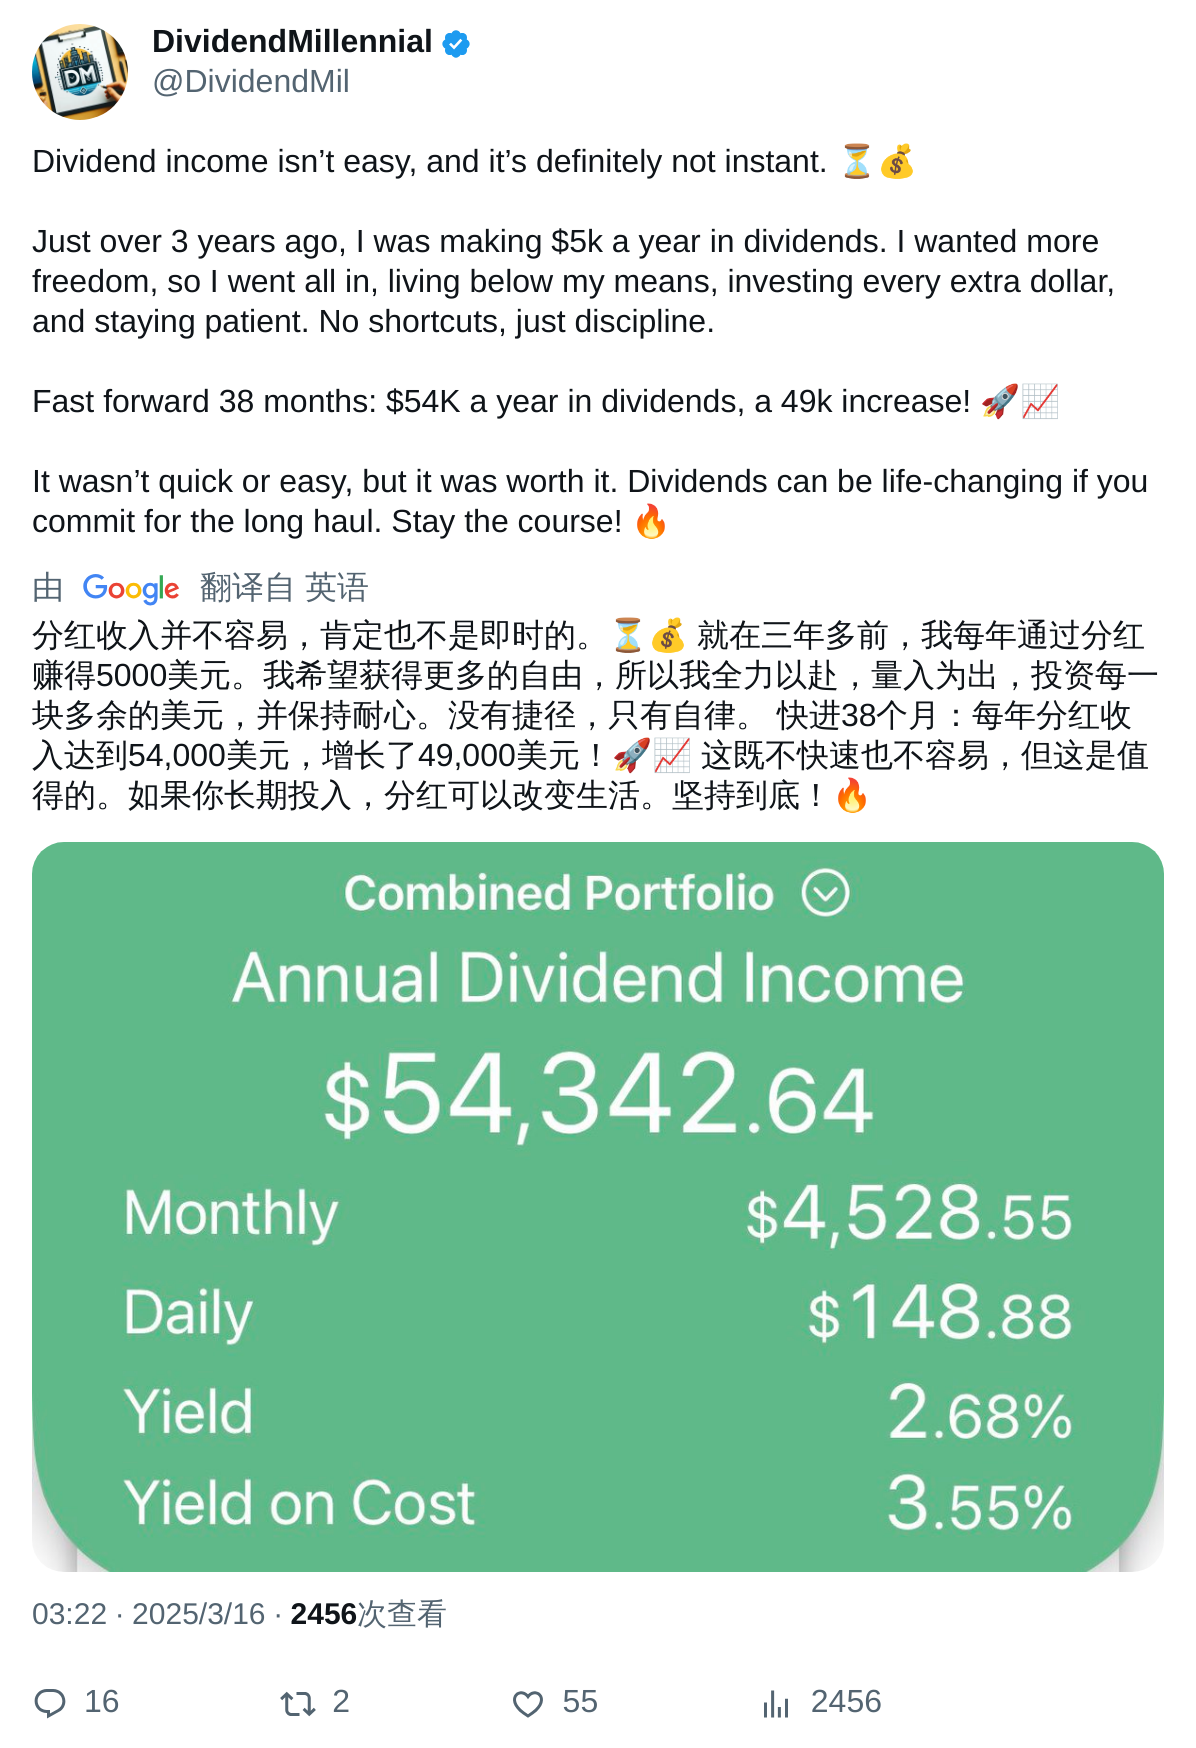 DividendMillennial
@DividendMil
Dividend income isn’t easy, and it’s definitely not instant. ⏳💰
Just over 3 years ago, I was making $5k a year in dividends. I wanted more
freedom, so I went all in, living below my means, investing every extra dollar,
and staying patient. No shortcuts, just discipline.
Fast forward 38 months: $54K a year in dividends, a 49k increase! 🚀📈
It wasn’t quick or easy, but it was worth it. Dividends can be life-changing if you
commit for the long haul. Stay the course! 🔥
由 Google 翻译自 英语
分红收入并不容易，肯定也不是即时的。⏳💰 就在三年多前，我每年通过分红
赚得5000美元。我希望获得更多的自由，所以我全力以赴，量入为出，投资每一
块多余的美元，并保持耐心。没有捷径，只有自律。 快进38个月：每年分红收
入达到54,000美元，增长了49,000美元！🚀📈 这既不快速也不容易，但这是值
得的。如果你长期投入，分红可以改变生活。坚持到底！🔥
Combined Portfolio
Annual Dividend Income
$54,342.64
Monthly $4,528.55
Daily $148.88
Yield 2.68%
Yield on Cost 3.55%
03:22 · 2025/3/16 · 2456次查看
16 2 55 2456
DM